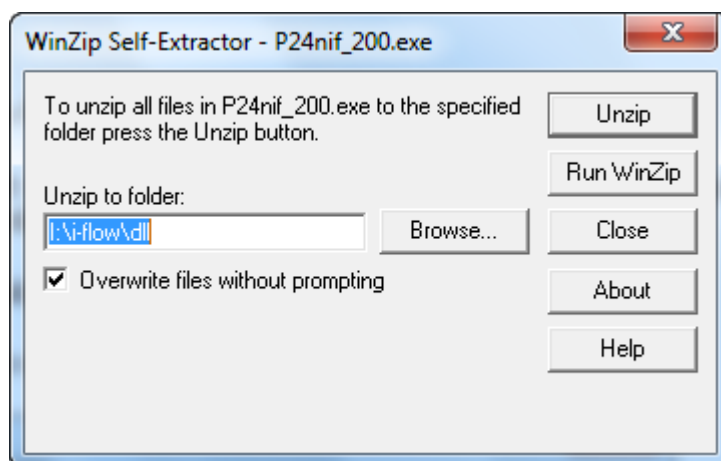 WinZip Self-Extractor - P24nif_200.exe
To unzip all files in P24nif_200.exe to the specified
folder press the Unzip button.
Unzip to folder:
I:\i-flow\dll
Browse...
Overwrite files without prompting
Unzip
Run WinZip
Close
About
Help